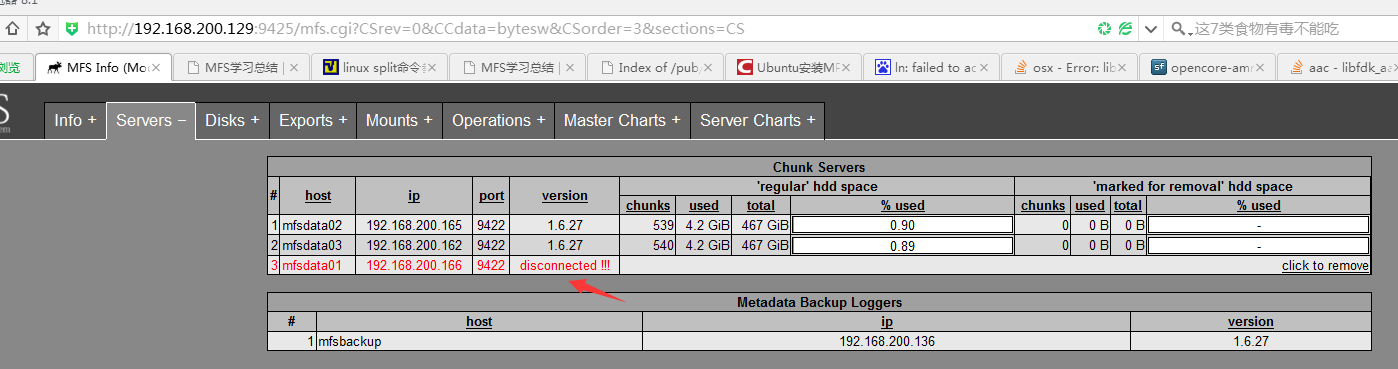 8.1
http://192.168.200.129:9425/mfs.cgi?CSrev=0&CCdata=bytesw&CSorder=3&sections=CS 这7类食物有毒不能吃
浏览 MFS Info (Mo MFS学习总结 | linux split命令 MFS学习总结 | Index of /pub Ubuntu安装MF ln: failed to ac osx - Error: lib opencore-amr aac - libfdk_aa
S
em
Info + Servers − Disks + Exports + Mounts + Operations + Master Charts + Server Charts +
Chunk Servers
# host ip port version 'regular' hdd space 'marked for removal' hdd space
chunks used total % used chunks used total % used
1 mfsdata02 192.168.200.165 9422 1.6.27 539 4.2 GiB 467 GiB 0.90 0 0 B 0 B -
2 mfsdata03 192.168.200.162 9422 1.6.27 540 4.2 GiB 467 GiB 0.89 0 0 B 0 B -
3 mfsdata01 192.168.200.166 9422 disconnected !!! click to remove
Metadata Backup Loggers
# host ip version
1 mfsbackup 192.168.200.136 1.6.27